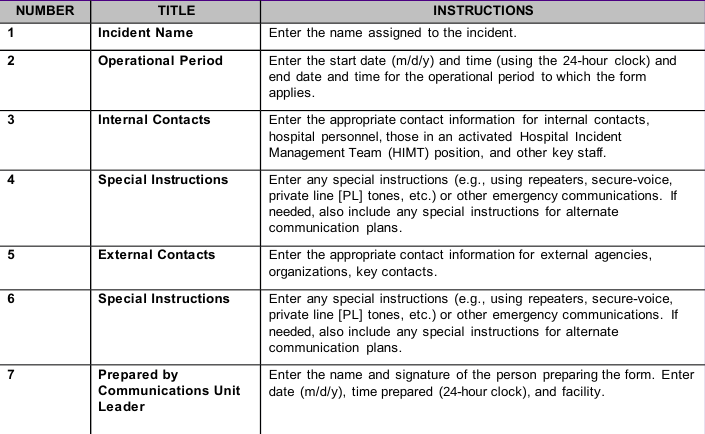 NUMBER TITLE INSTRUCTIONS
1 Incident Name Enter the name assigned to the incident.
2 Operational Period Enter the start date (m/d/y) and time (using the 24-hour clock) and
end date and time for the operational period to which the form
applies.
3 Internal Contacts Enter the appropriate contact information for internal contacts,
hospital personnel, those in an activated Hospital Incident
Management Team (HIMT) position, and other key staff.
4 Special Instructions Enter any special instructions (e.g., using repeaters, secure-voice,
private line [PL] tones, etc.) or other emergency communications. If
needed, also include any special instructions for alternate
communication plans.
5 External Contacts Enter the appropriate contact information for external agencies,
organizations, key contacts.
6 Special Instructions Enter any special instructions (e.g., using repeaters, secure-voice,
private line [PL] tones, etc.) or other emergency communications. If
needed, also include any special instructions for alternate
communication plans.
7 Prepared by Enter the name and signature of the person preparing the form. Enter
Communications Unit date (m/d/y), time prepared (24-hour clock), and facility.
Leader